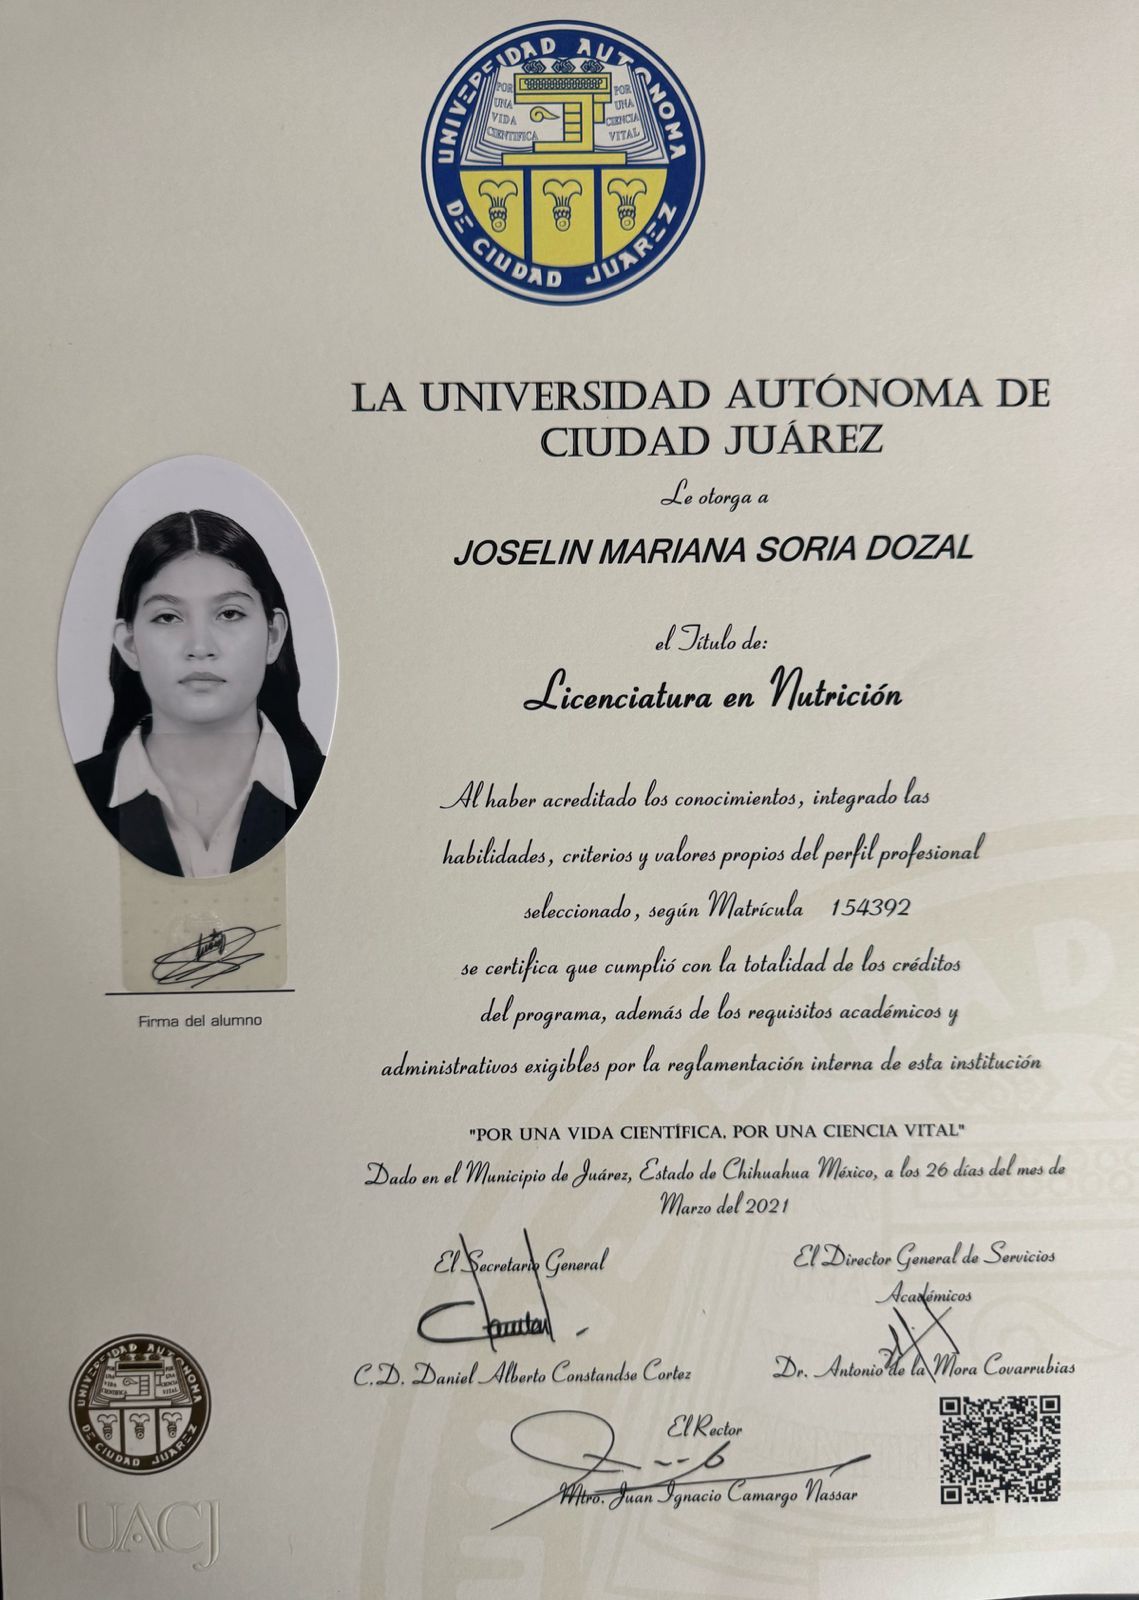 UNIVERSIDAD AUTONOMA
DE CIUDAD JUAREZ
POR UNA VIDA CIENTIFICA
POR UNA CIENCIA VITAL
LA UNIVERSIDAD AUTÓNOMA DE
CIUDAD JUÁREZ
Le otorga a
JOSELIN MARIANA SORIA DOZAL
el Título de:
Licenciatura en Nutrición
Al haber acreditado los conocimientos, integrado las
habilidades, criterios y valores propios del perfil profesional
seleccionado, según Matrícula 154392
se certifica que cumplió con la totalidad de los créditos
del programa, además de los requisitos académicos y
administrativos exigibles por la reglamentación interna de esta institución
Firma del alumno
"POR UNA VIDA CIENTÍFICA, POR UNA CIENCIA VITAL"
Dado en el Municipio de Juárez, Estado de Chihuahua México, a los 26 días del mes de
Marzo del 2021
El Secretario General
C.D. Daniel Alberto Constandse Cortez
El Director General de Servicios
Académicos
Dr. Antonio de la Mora Covarrubias
El Rector
Mtro. Juan Ignacio Camargo Nassar
UNIVERSIDAD AUTONOMA
DE CIUDAD JUAREZ
UACJ